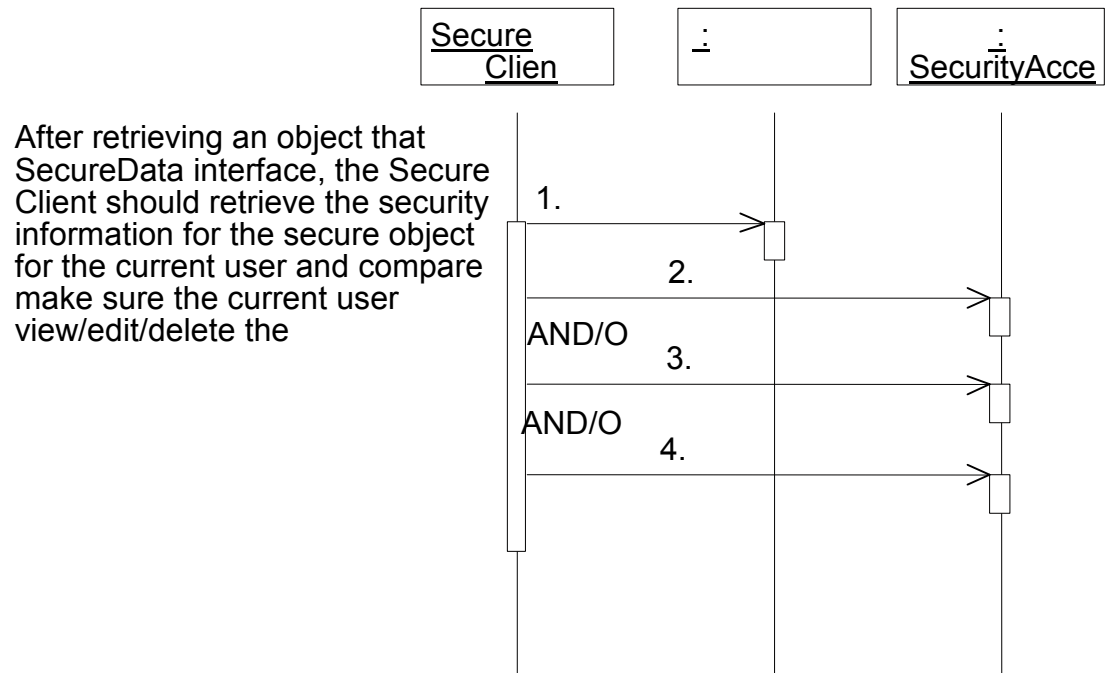 Secure
Clien
:
:
SecurityAcce
After retrieving an object that
SecureData interface, the Secure
Client should retrieve the security
information for the secure object
for the current user and compare
make sure the current user
view/edit/delete the
1.
2.
AND/O
3.
AND/O
4.